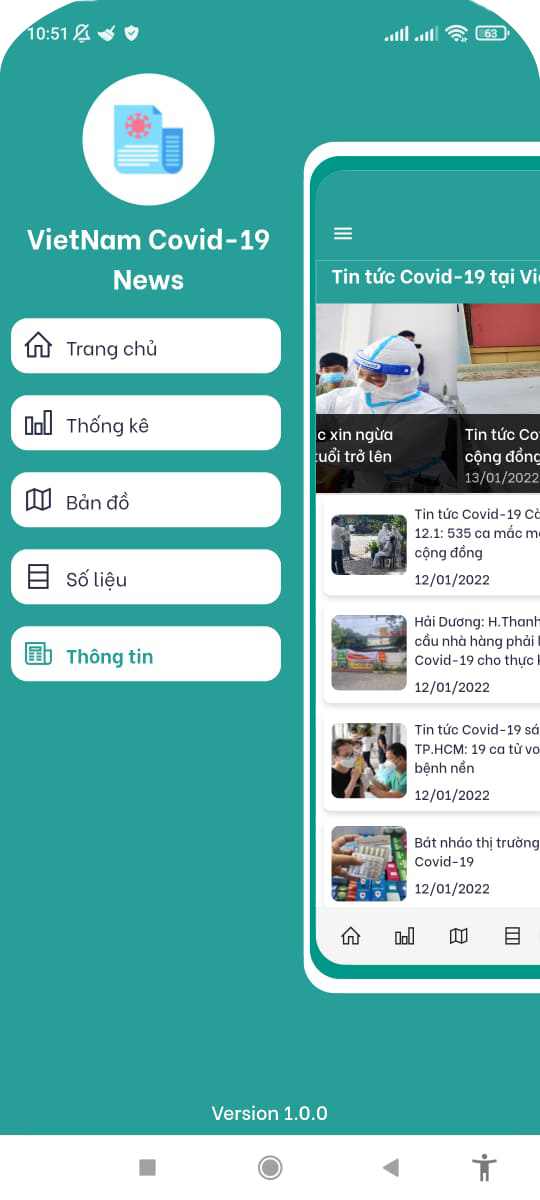 10:51
63
VietNam Covid-19
News
Trang chủ
Thống kê
Bản đồ
Số liệu
Thông tin
Tin tức Covid-19 tại Vi
c xin ngừa
tuổi trở lên
Tin tức Co
cộng đồng
13/01/2022
Tin tức Covid-19 Cà
12.1: 535 ca mắc m
cộng đồng
12/01/2022
Hải Dương: H.Thanh
cầu nhà hàng phải
Covid-19 cho thực
12/01/2022
Tin tức Covid-19 sá
TP.HCM: 19 ca tử vo
bệnh nền
12/01/2022
Bát nháo thị trường
Covid-19
12/01/2022
Version 1.0.0